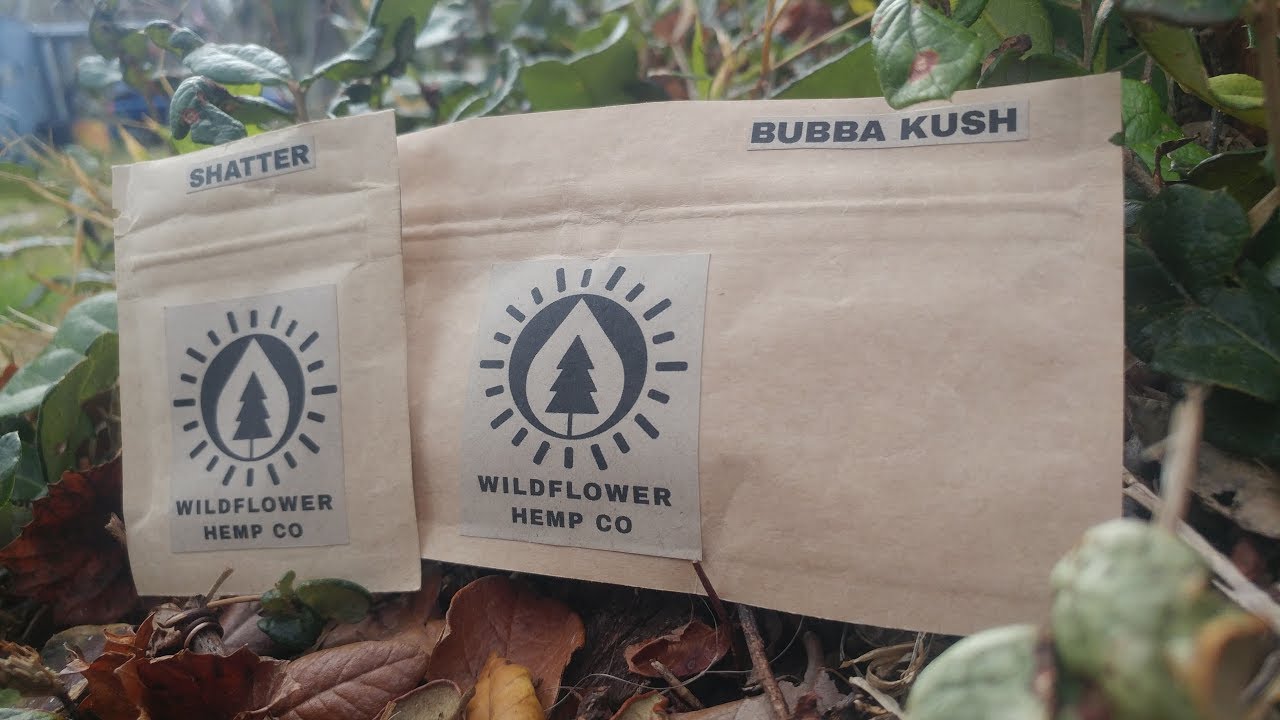 SHATTER
WILDFLOWER
HEMP CO
BUBBA KUSH
WILDFLOWER
HEMP CO